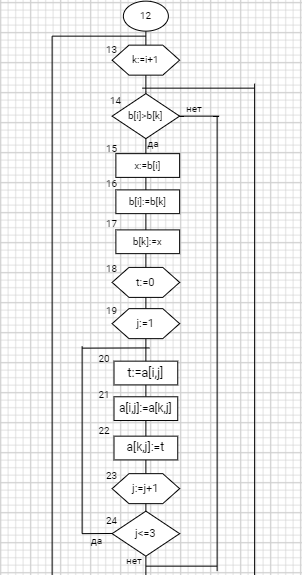 12
13
k:=i+1
14
b[i]>b[k]
нет
да
15
x:=b[i]
16
b[i]:=b[k]
17
b[k]:=x
18
t:=0
19
j:=1
20
t:=a[i,j]
21
a[i,j]:=a[k,j]
22
a[k,j]:=t
23
j:=j+1
24
j<=3
да
нет